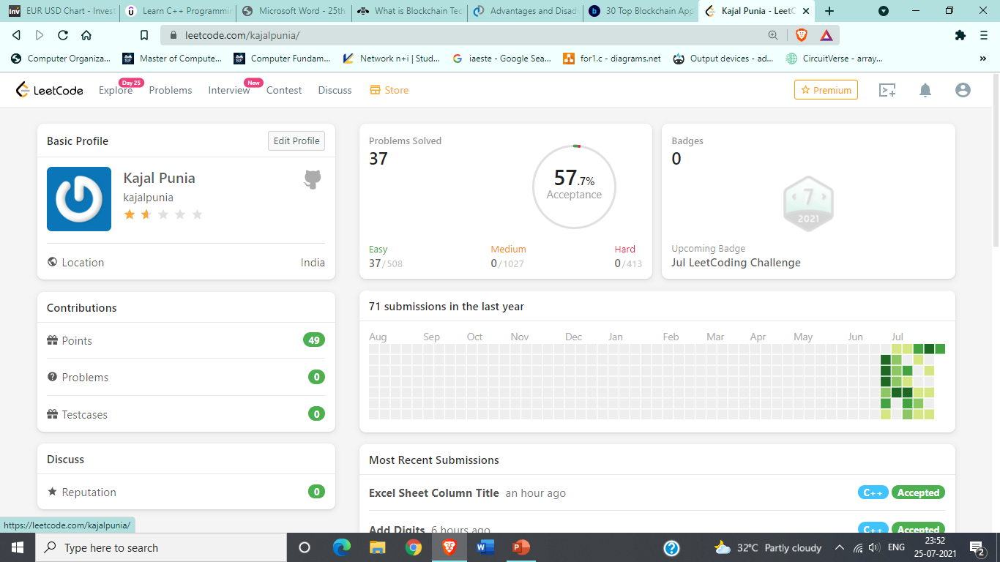 EUR USD Chart - Invest
Learn C++ Programmin
Microsoft Word - 25th
What is Blockchain Tec
Advantages and Disadv
30 Top Blockchain App
Kajal Punia - LeetC
leetcode.com/kajalpunia/
Computer Organiza...
Master of Compute...
Computer Fundam...
Network n+i | Stud...
iaeste - Google Sea...
for1.c - diagrams.net
Output devices - ad...
CircuitVerse - array...
LeetCode
Explore
Day 25
Problems
Interview
New
Contest
Discuss
Store
Premium
Basic Profile
Edit Profile
Kajal Punia
kajalpunia
Location
India
Contributions
Points
49
Problems
0
Testcases
0
Discuss
Reputation
0
Problems Solved
37
57.7%
Acceptance
Easy
37/508
Medium
0/1027
Hard
0/413
Badges
0
7
2021
Upcoming Badge
Jul LeetCoding Challenge
71 submissions in the last year
Aug Sep Oct Nov Dec Jan Feb Mar Apr May Jun Jul
Most Recent Submissions
Excel Sheet Column Title an hour ago
C++ Accepted
Add Digits 6 hours ago
C++ Accepted
https://leetcode.com/kajalpunia/
Type here to search
32°C Partly cloudy
ENG
23:52
25-07-2021
2